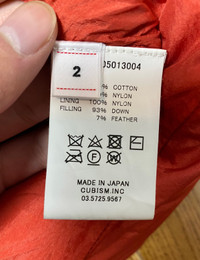 2
05013004
% COTTON
% NYLON
LINING 100% NYLON
FILLING 93% DOWN
7% FEATHER
MADE IN JAPAN
CUBISM.INC
03.5725.9567